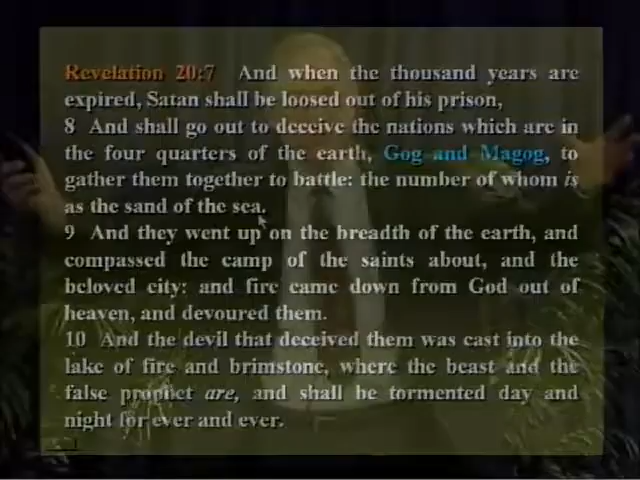 Revelation 20:7 And when the thousand years are
expired, Satan shall be loosed out of his prison,
8 And shall go out to deceive the nations which are in
the four quarters of the earth, Gog and Magog, to
gather them together to battle: the number of whom is
as the sand of the sea.
9 And they went up on the breadth of the earth, and
compassed the camp of the saints about, and the
beloved city: and fire came down from God out of
heaven, and devoured them.
10 And the devil that deceived them was cast into the
lake of fire and brimstone, where the beast and the
false prophet are, and shall be tormented day and
night for ever and ever.